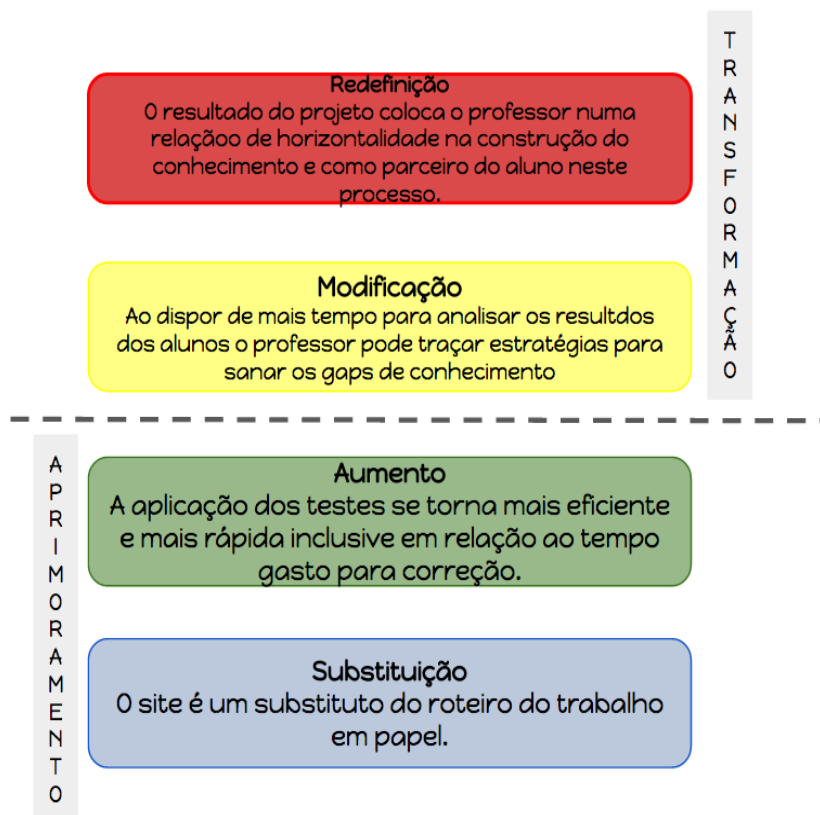 TRANSFORMAÇÃO
Redefinição
O resultado do projeto coloca o professor numa
relaçãoo de horizontalidade na construção do
conhecimento e como parceiro do aluno neste
processo.
Modificação
Ao dispor de mais tempo para analisar os resultdos
dos alunos o professor pode traçar estratégias para
sanar os gaps de conhecimento
APRIMORAMENTO
Aumento
A aplicação dos testes se torna mais eficiente
e mais rápida inclusive em relação ao tempo
gasto para correção.
Substituição
O site é um substituto do roteiro do trabalho
em papel.